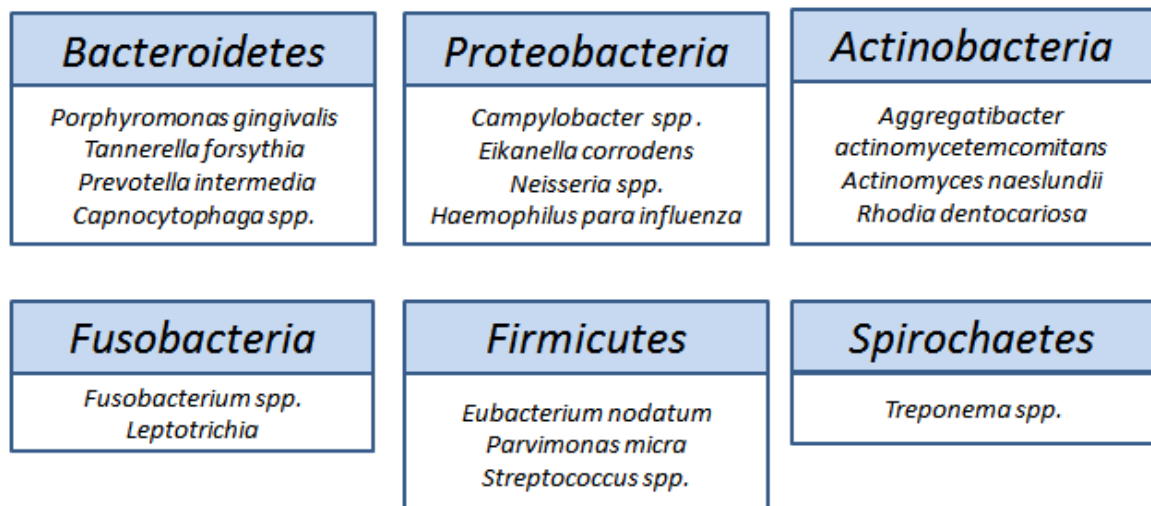 Bacteroidetes
Porphyromonas gingivalis
Tannerella forsythia
Prevotella intermedia
Capnocytophaga spp.
Proteobacteria
Campylobacter spp .
Eikanella corrodens
Neisseria spp.
Haemophilus para influenza
Actinobacteria
Aggregatibacter
actinomycetemcomitans
Actinomyces naeslundii
Rhodia dentocariosa
Fusobacteria
Fusobacterium spp.
Leptotrichia
Firmicutes
Eubacterium nodatum
Parvimonas micra
Streptococcus spp.
Spirochaetes
Treponema spp.